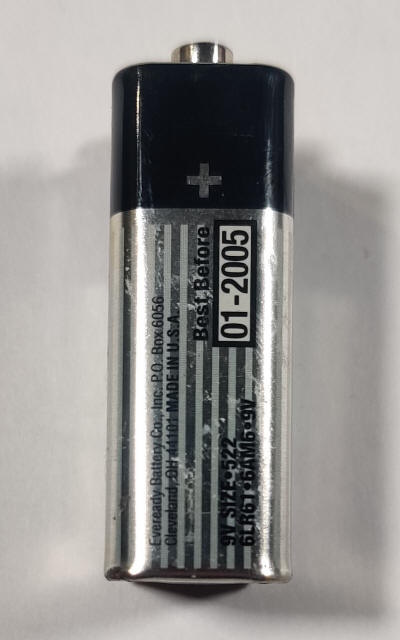 +
Best Before
01-2005
Eveready Battery Co., Inc. P.O. Box 6056
Cleveland, OH 44101 MADE IN U.S.A.
9V SIZE•522
6LR61•6AM6•9V